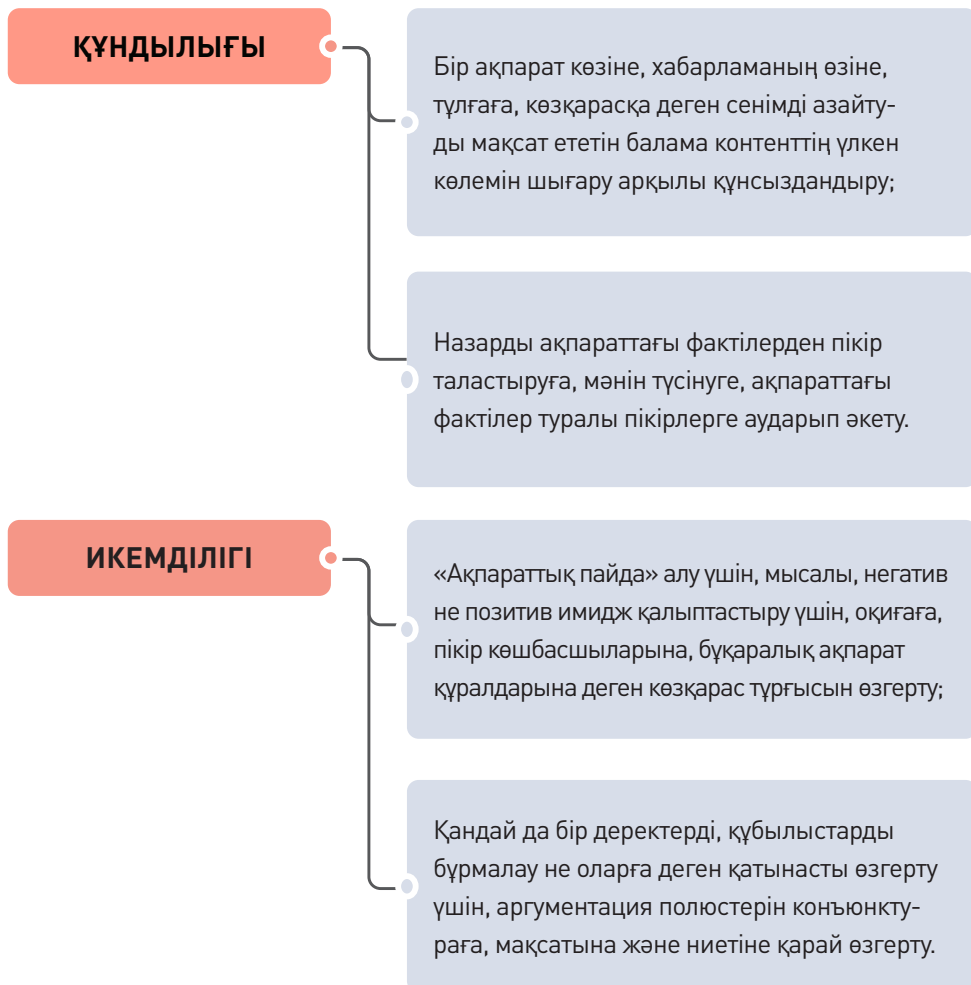 ҚҰНДЫЛЫҒЫ
Бір ақпарат көзіне, хабарламаның өзіне,
тұлғаға, көзқарасқа деген сенімді азайту-
ды мақсат ететін балама контенттің үлкен
көлемін шығару арқылы құнсыздандыру;
Назарды ақпараттағы фактілерден пікір
таластыруға, мәнін түсінуге, ақпараттағы
фактілер туралы пікірлерге аударып әкету.
ИКЕМДІЛІГІ
«Ақпараттық пайда» алу үшін, мысалы, негатив
не позитив имидж қалыптастыру үшін, оқиғаға,
пікір көшбасшыларына, бұқаралық ақпарат
құралдарына деген көзқарас тұрғысын өзгерту;
Қандай да бір деректерді, құбылыстарды
бұрмалау не оларға деген қатынасты өзгерту
үшін, аргументация полюстерін конъюнкту-
раға, мақсатына және ниетіне қарай өзгерту.